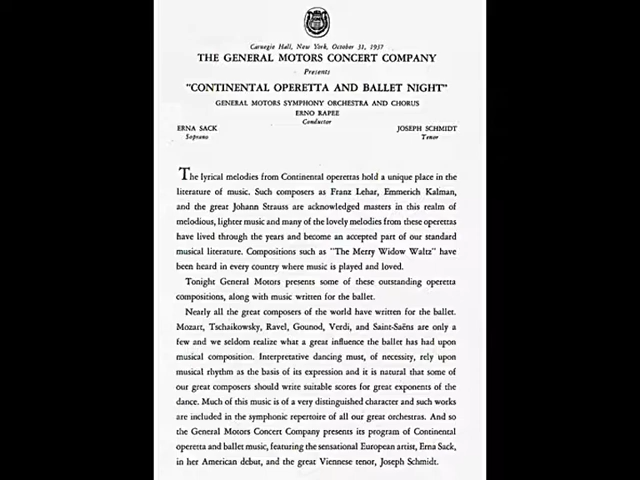 Carnegie Hall, New York, October 31, 1937
THE GENERAL MOTORS CONCERT COMPANY
Presents
"CONTINENTAL OPERETTA AND BALLET NIGHT"
GENERAL MOTORS SYMPHONY ORCHESTRA AND CHORUS
ERNO RAPEE
Conductor
ERNA SACK JOSEPH SCHMIDT
Soprano Tenor
The lyrical melodies from Continental operettas hold a unique place in the
literature of music. Such composers as Franz Lehar, Emmerich Kalman,
and the great Johann Strauss are acknowledged masters in this realm of
melodious, lighter music and many of the lovely melodies from these operettas
have lived through the years and become an accepted part of our standard
musical literature. Compositions such as "The Merry Widow Waltz" have
been heard in every country where music is played and loved.
Tonight General Motors presents some of these outstanding operetta
compositions, along with music written for the ballet.
Nearly all the great composers of the world have written for the ballet.
Mozart, Tschaikowsky, Ravel, Gounod, Verdi, and Saint-Saëns are only a
few and we seldom realize what a great influence the ballet has had upon
musical composition. Interpretative dancing must, of necessity, rely upon
musical rhythm as the basis of its expression and it is natural that some of
our great composers should write suitable scores for great exponents of the
dance. Much of this music is of a very distinguished character and such works
are included in the symphonic repertoire of all our great orchestras. And so
the General Motors Concert Company presents its program of Continental
operetta and ballet music, featuring the sensational European artist, Erna Sack,
in her American debut, and the great Viennese tenor, Joseph Schmidt.